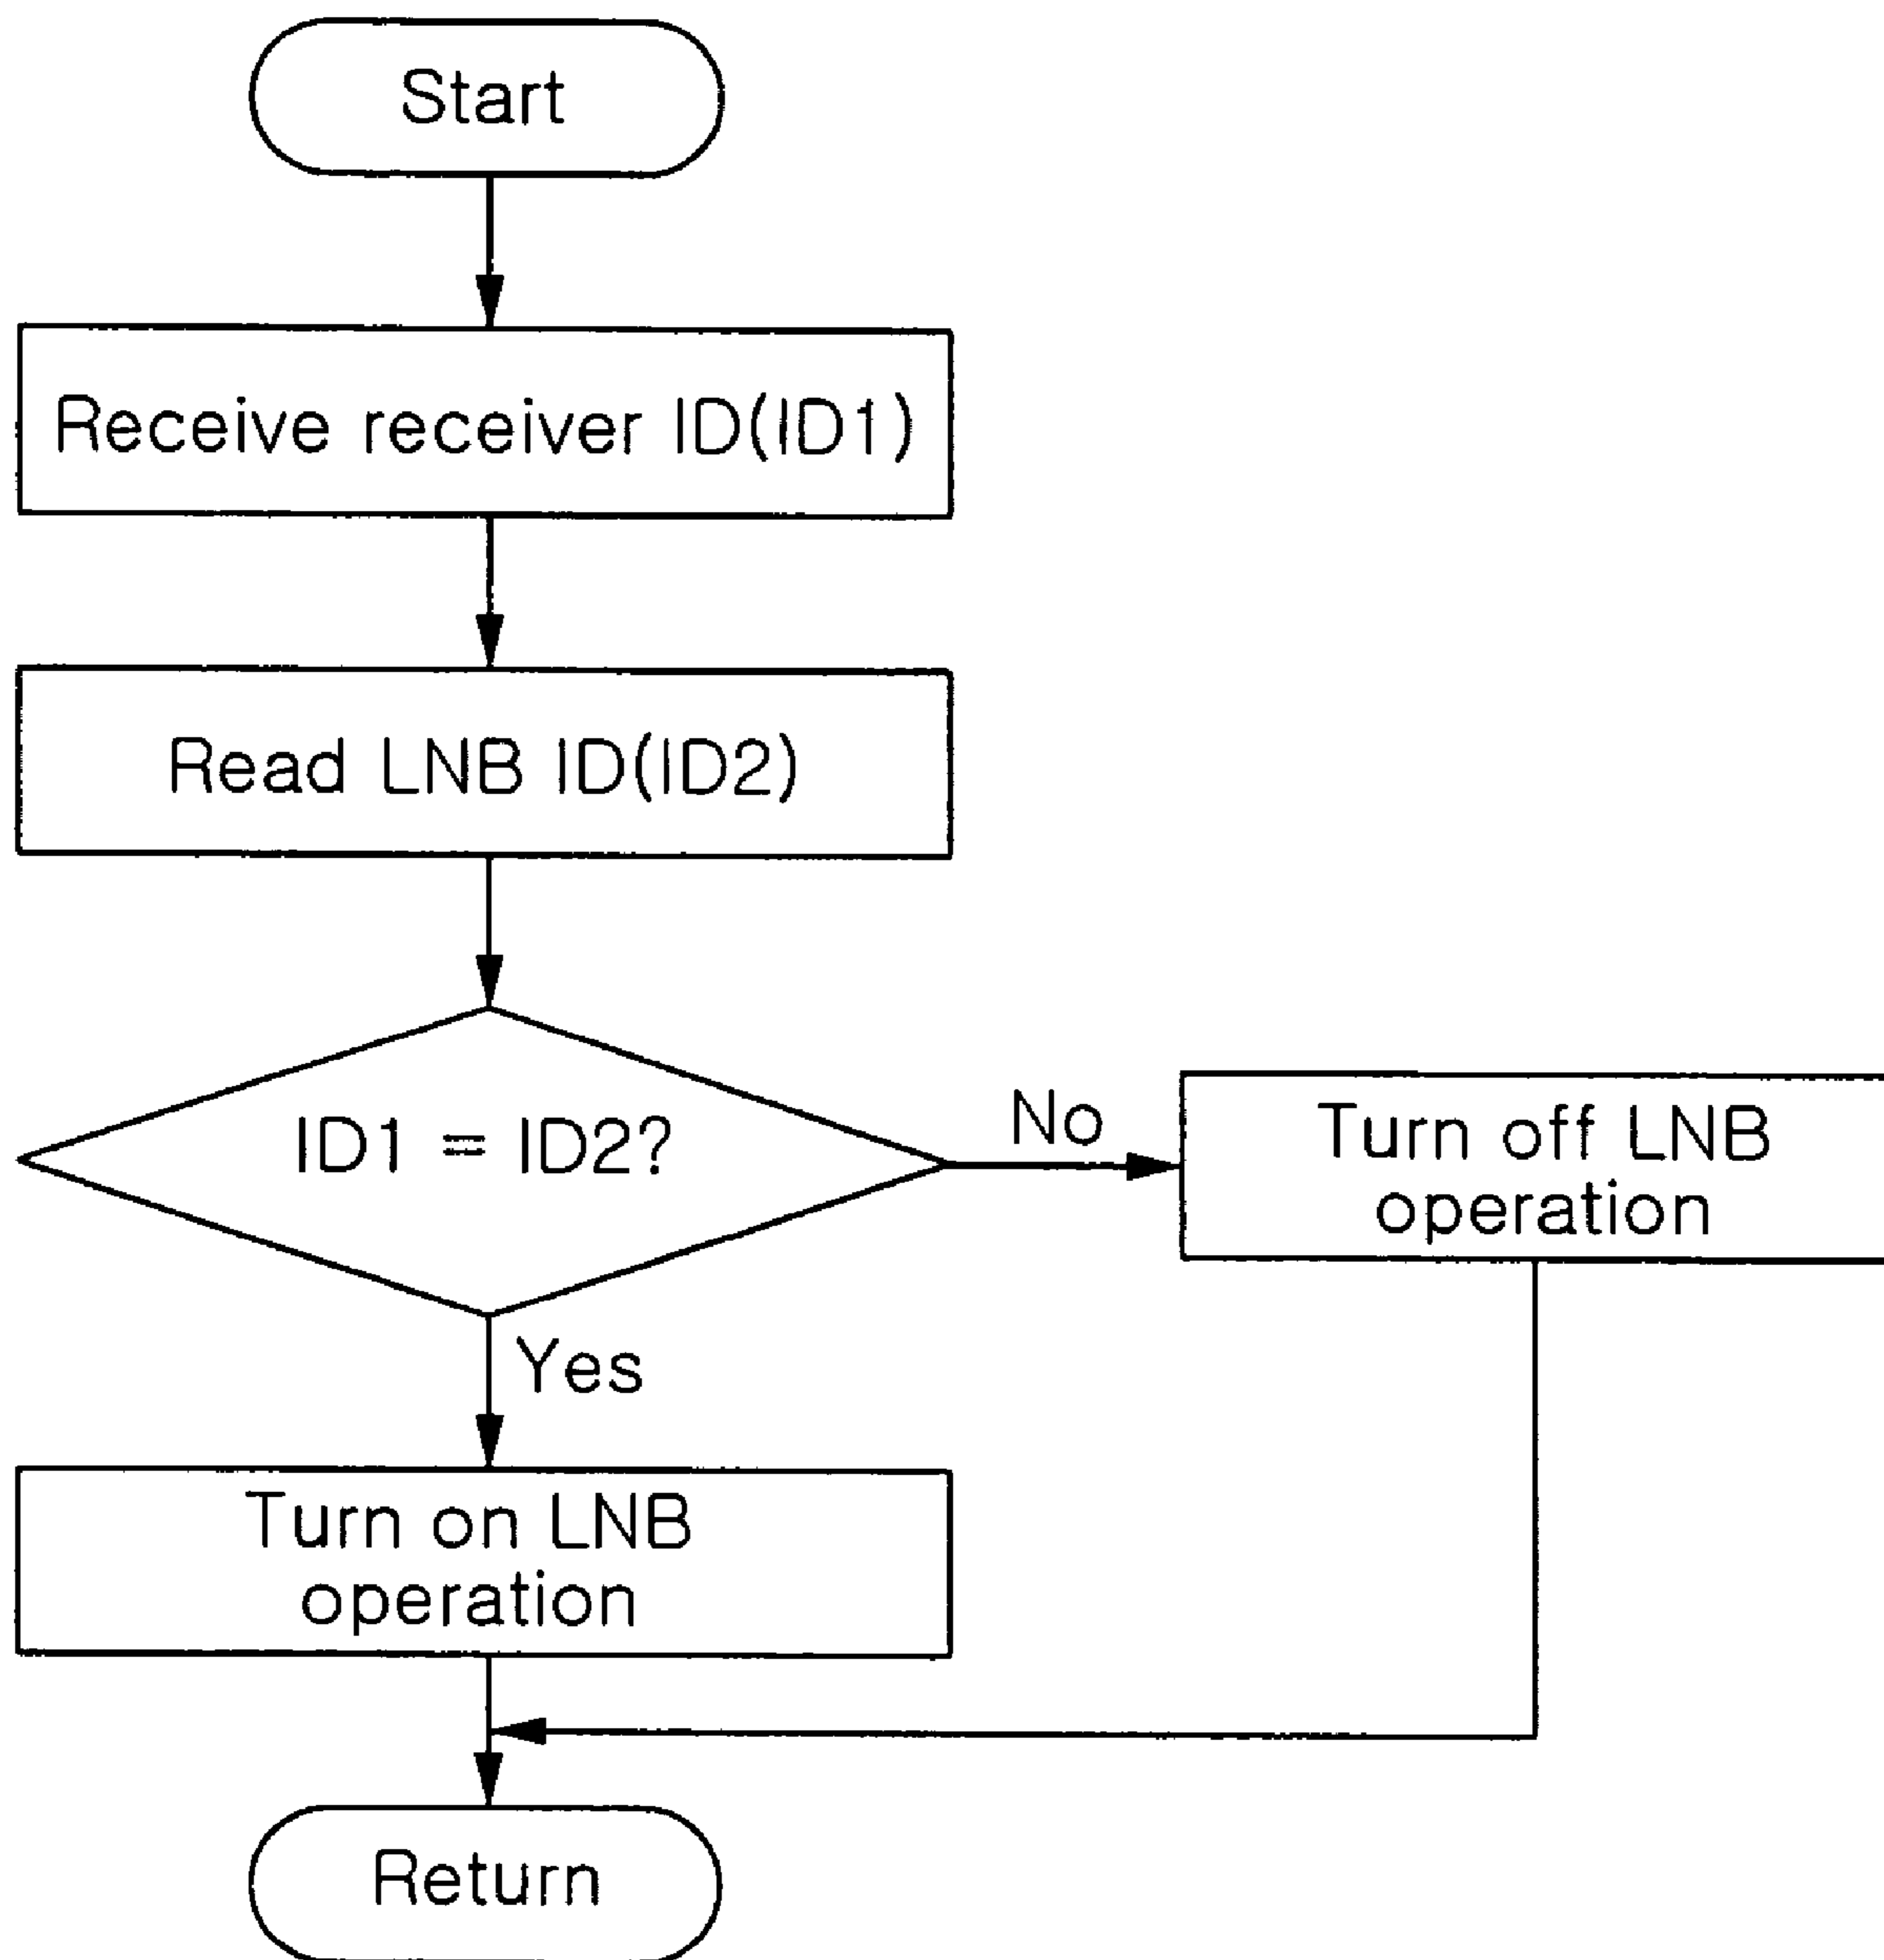 Start
Receive receiver ID(ID1)
Read LNB ID(ID2)
ID1 = ID2?
No
Turn off LNB
operation
Yes
Turn on LNB
operation
Return